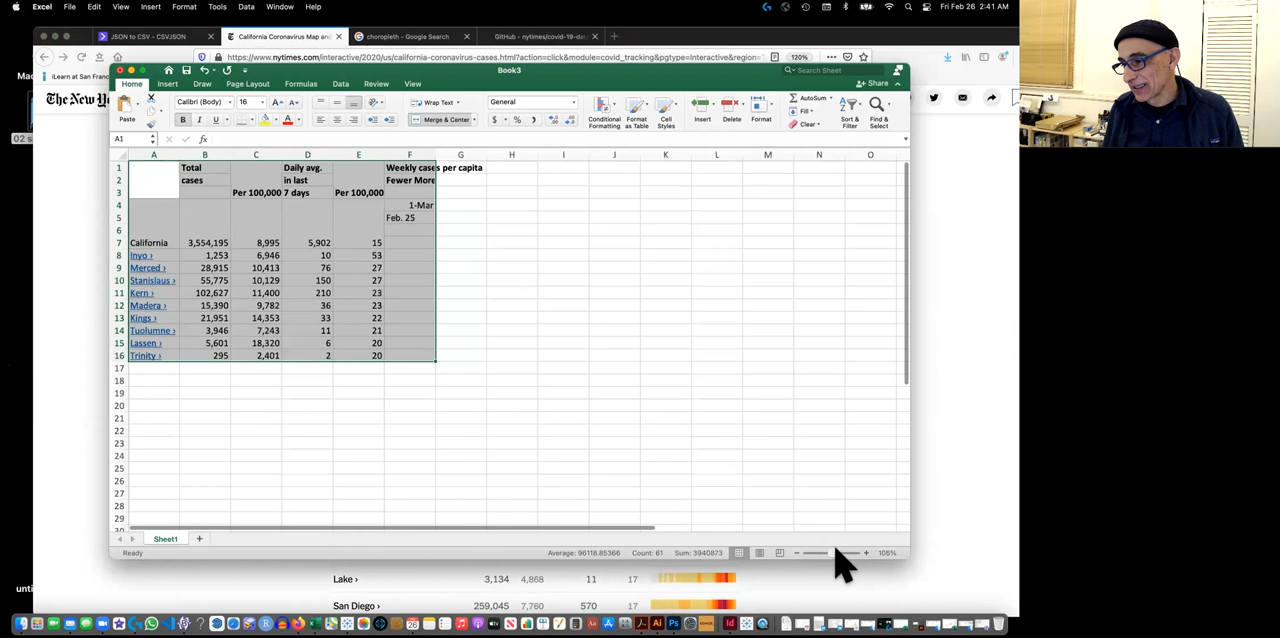 Excel File Edit View Insert Format Tools Data Window Help Fri Feb 26 2:41 AM
JSON to CSV - CSVJSON California Coronavirus Map and choropleth - Google Search GitHub - nytimes/covid-19-dat
https://www.nytimes.com/interactive/2020/us/california-coronavirus-cases.html?action=click&module=covid_tracking&pgtype=Interactive&region= 120%
iLearn at San Fran
Book3
Search Sheet
Home Insert Draw Page Layout Formulas Data Review View Share
The New
Paste
Calibri (Body) 16
Wrap Text
General
AutoSum
Fill
Clear
B I U
Merge & Center
Conditional Formatting
Format as Table
Cell Styles
Insert Delete Format
Sort & Filter
Find & Select
02 s
A1 fx
A B C D E F G H I J K L M N O
1 Total Daily avg. Weekly cases per capita
2 cases in last Fewer More
3 Per 100,000 7 days Per 100,000
4 1-Mar
5 Feb. 25
6
7 California 3,554,195 8,995 5,902 15
8 Inyo › 1,253 6,946 10 53
9 Merced › 28,915 10,413 76 27
10 Stanislaus › 55,775 10,129 150 27
11 Kern › 102,627 11,400 210 23
12 Madera › 15,390 9,782 36 23
13 Kings › 21,951 14,353 33 22
14 Tuolumne › 3,946 7,243 11 21
15 Lassen › 5,601 18,320 6 20
16 Trinity › 295 2,401 2 20
17
18
19
20
21
22
23
24
25
26
27
28
29
Sheet1
Ready Average: 96118.85366 Count: 61 Sum: 3940873 106%
Lake › 3,134 4,868 11 17
San Diego › 259,045 7,760 570 17